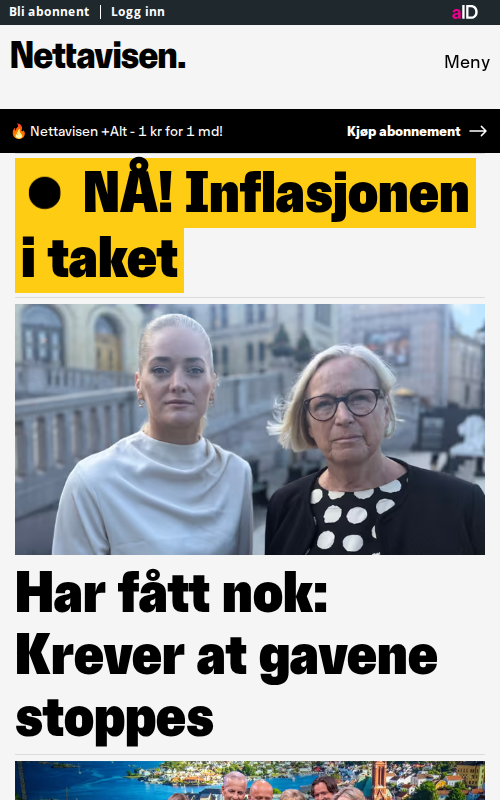 Bli abonnent | Logg inn
aID
Nettavisen.
Meny
🔥 Nettavisen +Alt - 1 kr for 1 md!
Kjøp abonnement →
● NÅ! Inflasjonen
i taket
Har fått nok:
Krever at gavene
stoppes